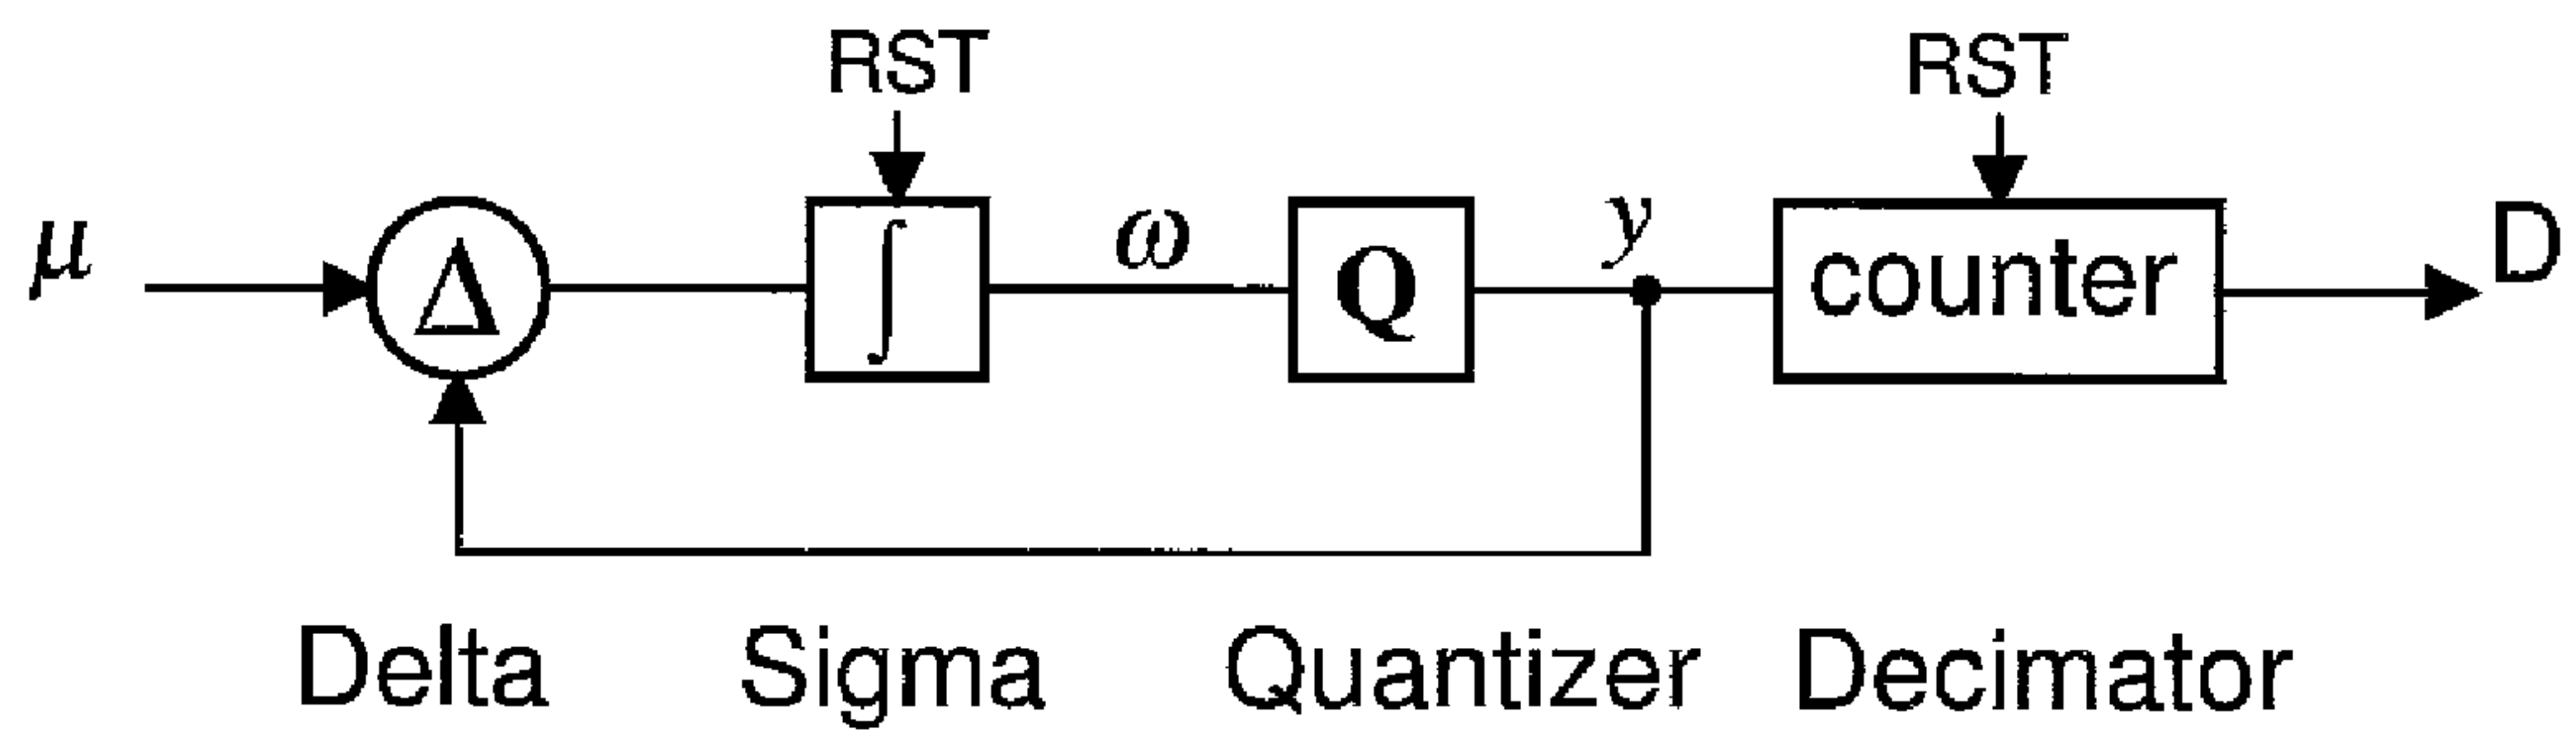 RST RST
μ Δ ∫ ω Q y counter D
Delta Sigma Quantizer Decimator